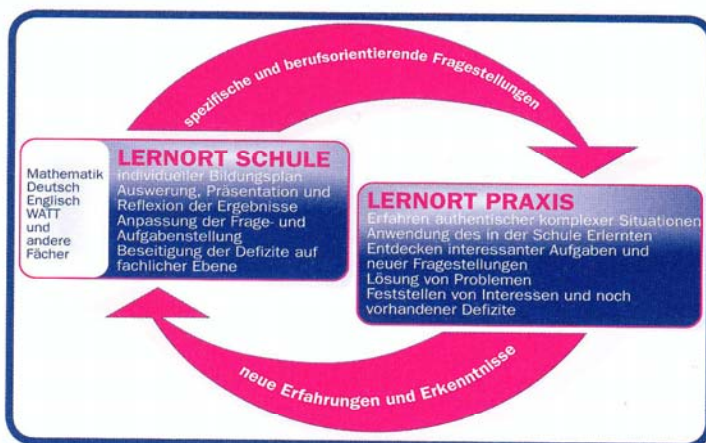 spezifische und berufsorientierende Fragestellungen
Mathematik
Deutsch
Englisch
WATT
und
andere
Fächer
LERNORT SCHULE
Individueller Bildungsplan
Auswerung, Präsentation und
Reflexion der Ergebnisse
Anpassung der Frage- und
Aufgabenstellung
Beseitigung der Defizite auf
fachlicher Ebene
LERNORT PRAXIS
Erfahren authentischer komplexer Situationen
Anwendung des in der Schule Erlernten
Entdecken interessanter Aufgaben und
neuer Fragestellungen
Lösung von Problemen
Feststellen von Interessen und noch
vorhandener Defizite
neue Erfahrungen und Erkenntnisse